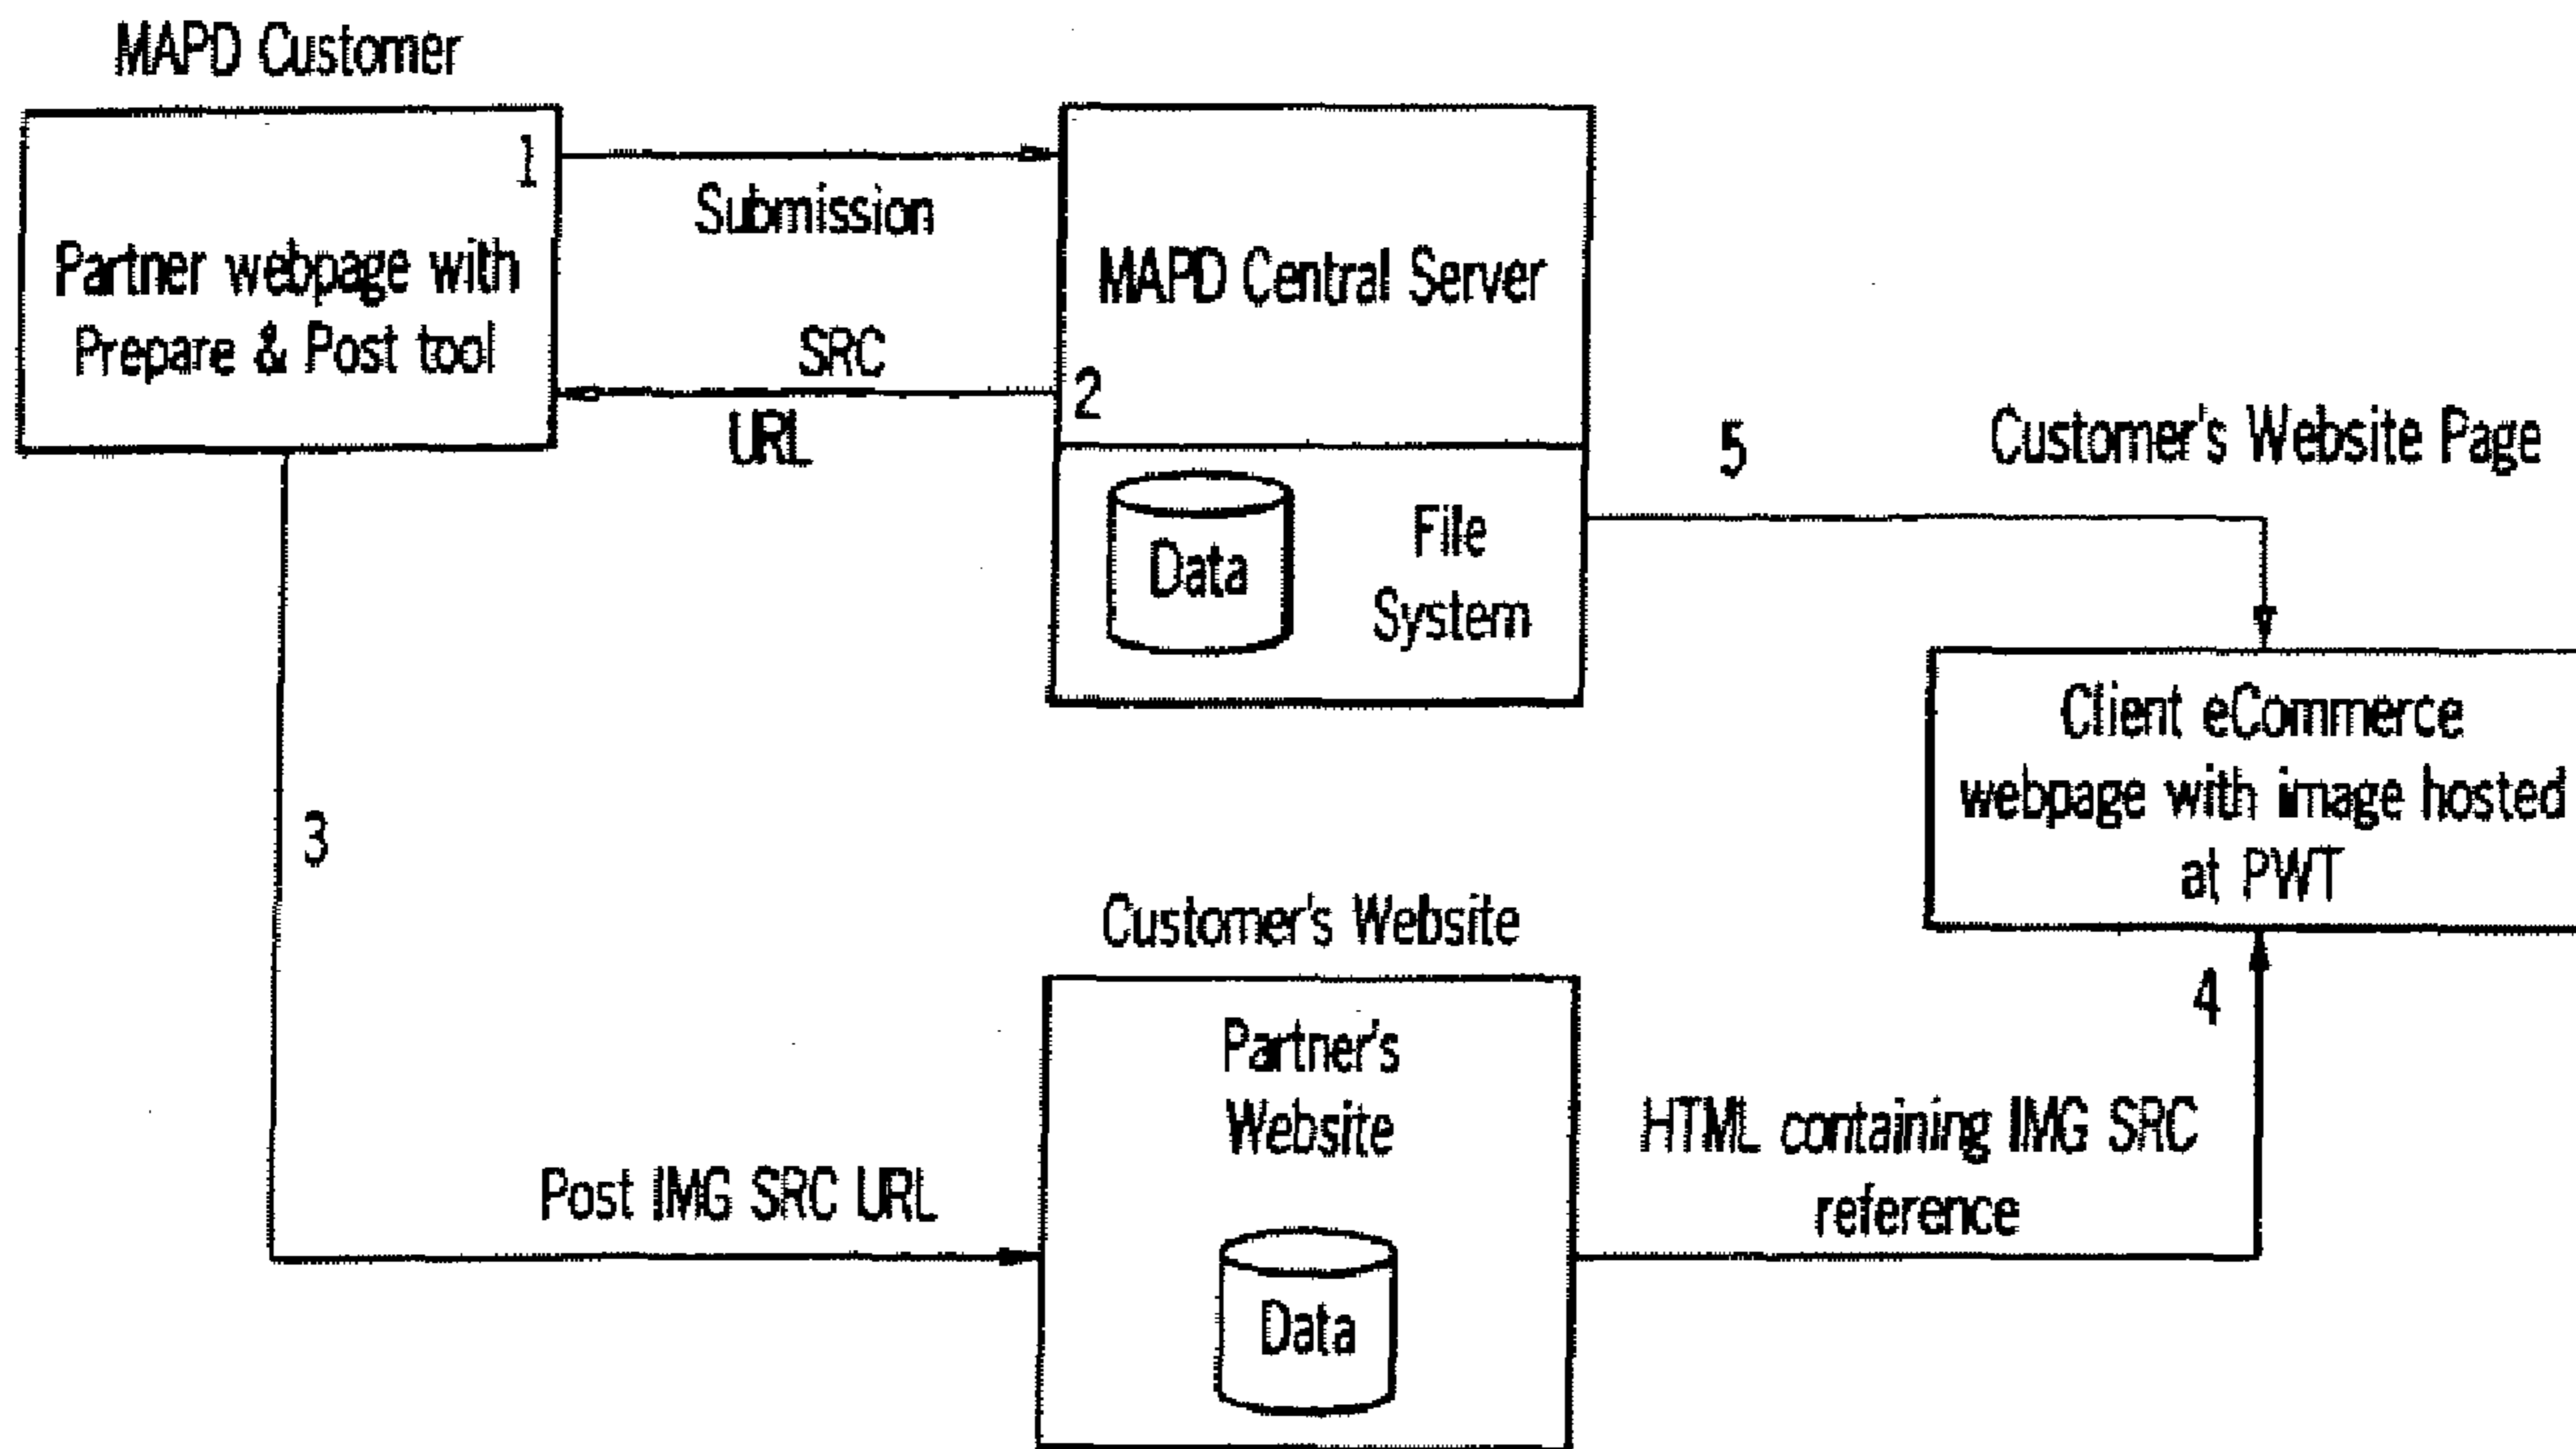 MAPD Customer
1
Partner webpage with
Prepare & Post tool
Submission
SRC
URL
MAPD Central Server
2
Data
File
System
5
Customer's Website Page
Client eCommerce
webpage with image hosted
at PWT
3
Post IMG SRC URL
Customer's Website
Partner's
Website
Data
HTML containing IMG SRC
reference
4